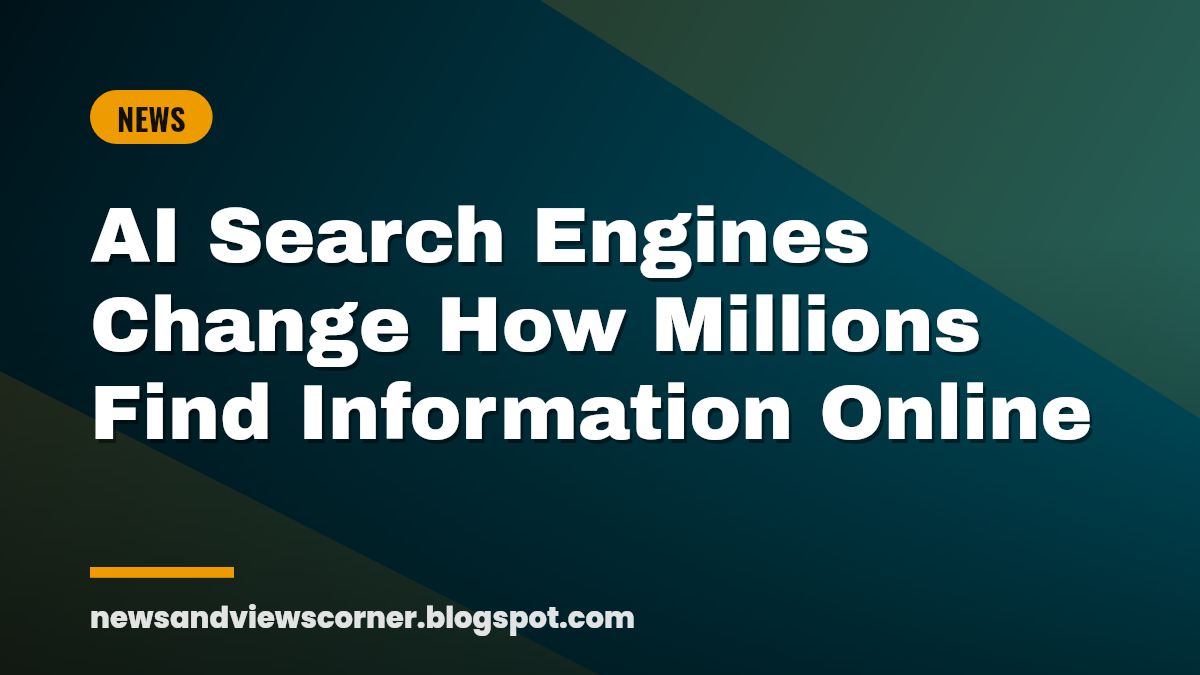 NEWS
AI Search Engines
Change How Millions
Find Information Online
newsandviewscorner.blogspot.com